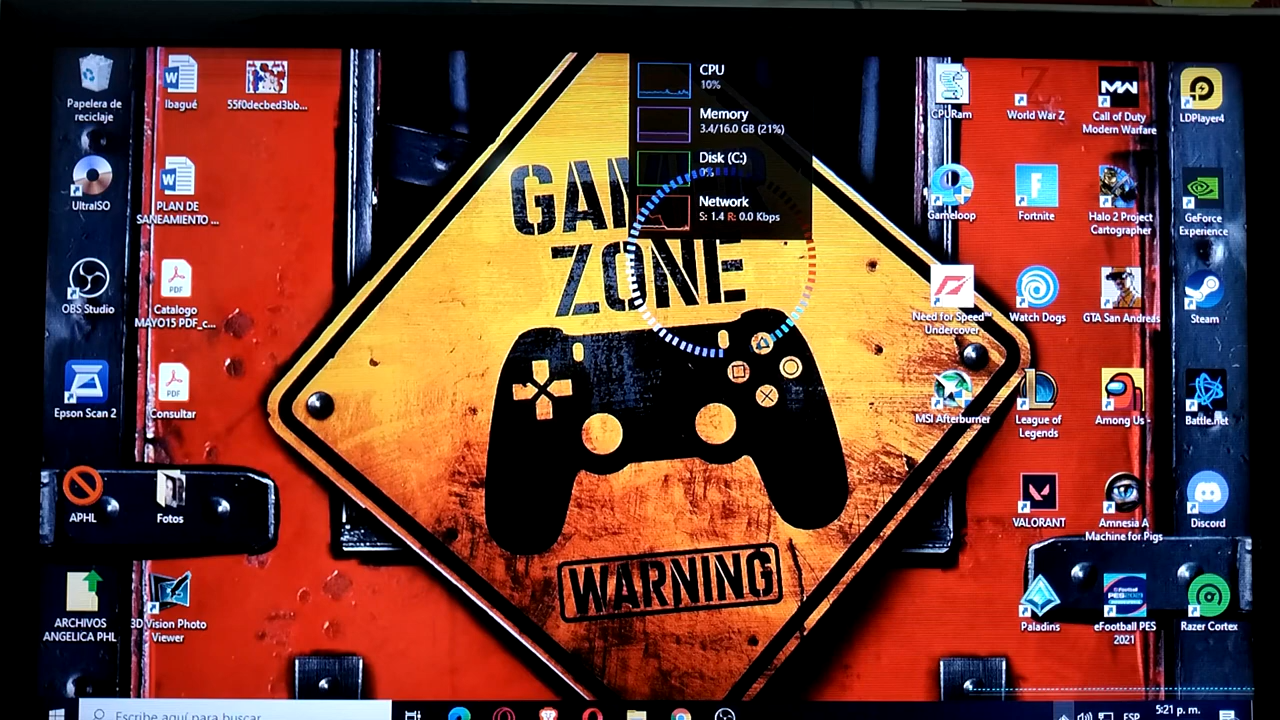 Papelera de
reciclaje
UltraISO
OBS Studio
Epson Scan 2
APHL
ARCHIVOS
ANGELICA PHL
Ibagué
55f0decbed3bb...
PLAN DE
SANEAMIENTO ...
Catalogo
MAYO15 PDF_c...
PDF
Consultar
PDF
Fotos
3D Vision Photo
Viewer
CPU
10%
Memory
3.4/16.0 GB (21%)
Disk (C:)
Network
S: 1.4 R: 0.0 Kbps
ZONE
WARNING
CPURam
Gameloop
Need for Speed™
Undercover
MSI Afterburner
World War Z
Fortnite
Watch Dogs
League of
Legends
VALORANT
Paladins
Call of Duty
Modern Warfare
Halo 2 Project
Cartographer
GTA San Andreas
Among Us -
Amnesia A
Machine for Pigs
eFootball PES
2021
LDPlayer4
GeForce
Experience
Steam
Battle.net
Discord
Razer Cortex
Escribe aquí para buscar
ESP
5:21 p. m.